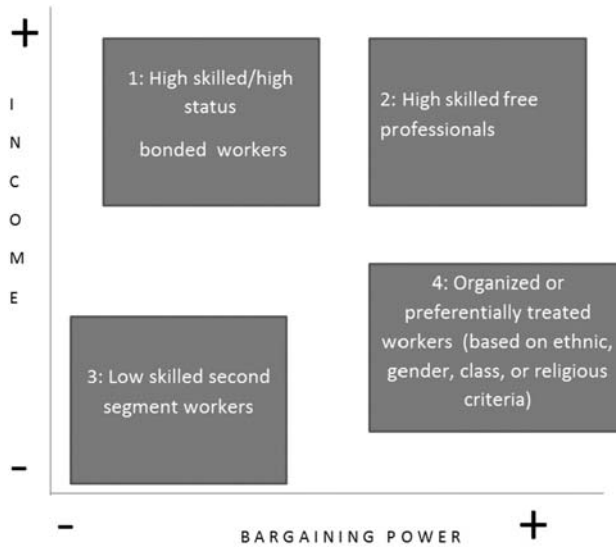 +
INCOME
-
1: High skilled/high
status
bonded workers
2: High skilled free
professionals
3: Low skilled second
segment workers
4: Organized or
preferentially treated
workers (based on ethnic,
gender, class, or religious
criteria)
-
BARGAINING POWER
+